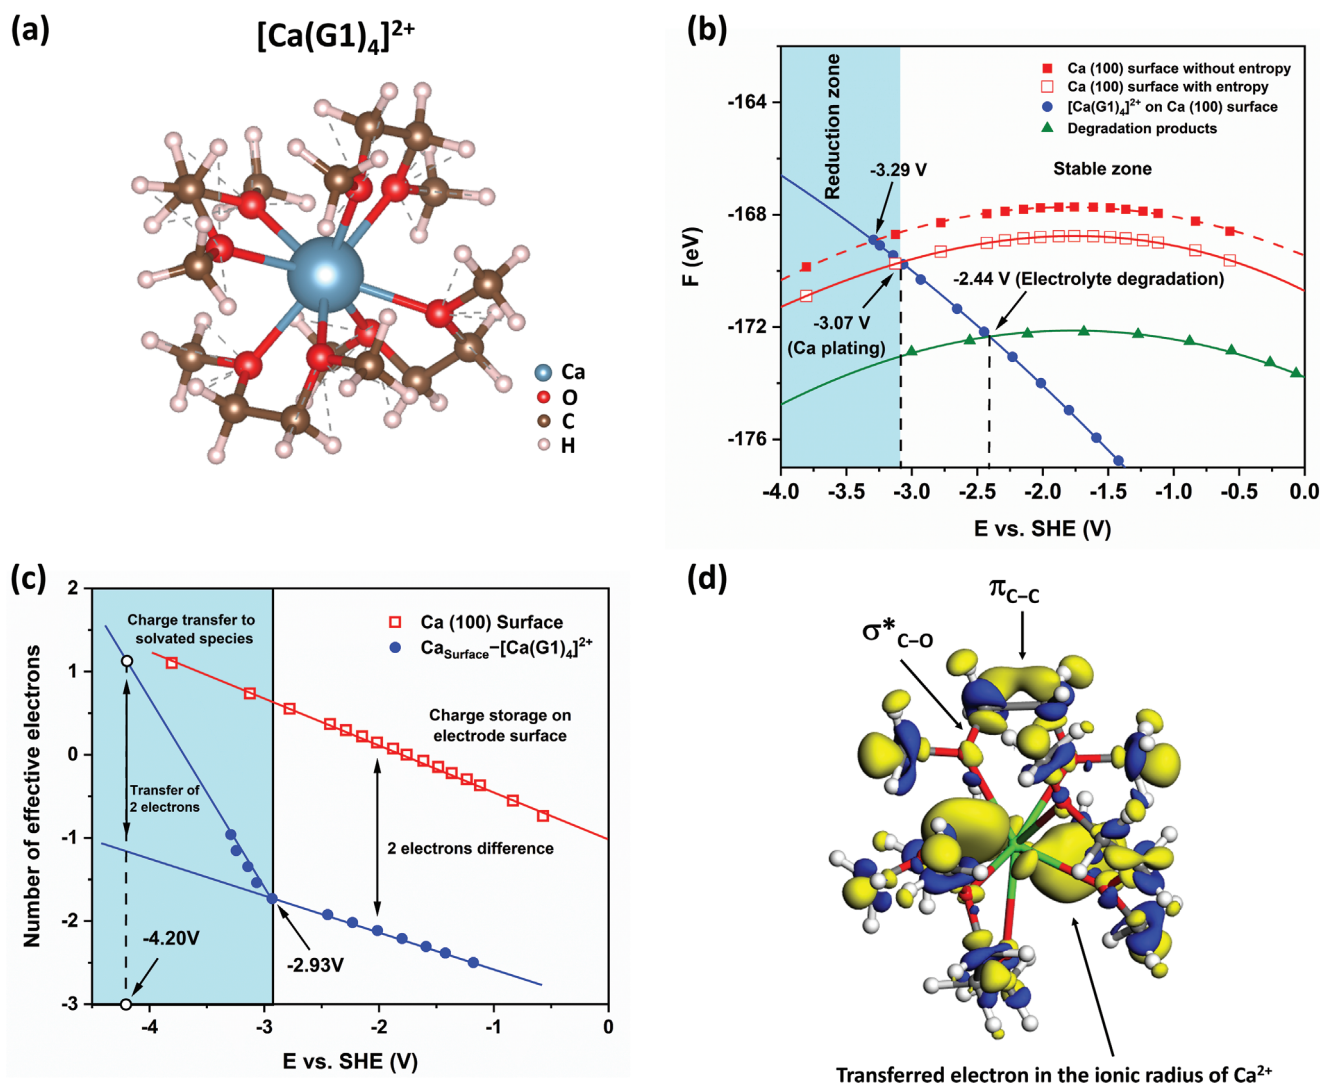 (a)
[Ca(G1)₄]²⁺
Ca
O
C
H
(b)
Reduction zone
Ca (100) surface without entropy
Ca (100) surface with entropy
[Ca(G1)₄]²⁺ on Ca (100) surface
Degradation products
Stable zone
-3.29 V
-2.44 V (Electrolyte degradation)
-3.07 V
(Ca plating)
F (eV)
-164
-168
-172
-176
-4.0 -3.5 -3.0 -2.5 -2.0 -1.5 -1.0 -0.5 0.0
E vs. SHE (V)
(c)
Charge transfer to
solvated species
Ca (100) Surface
Ca_Surface–[Ca(G1)₄]²⁺
Charge storage on
electrode surface
Transfer of
2 electrons
2 electrons difference
-4.20V
-2.93V
Number of effective electrons
2
1
0
-1
-2
-3
-4 -3 -2 -1 0
E vs. SHE (V)
(d)
π C–C
σ* C–O
Transferred electron in the ionic radius of Ca²⁺